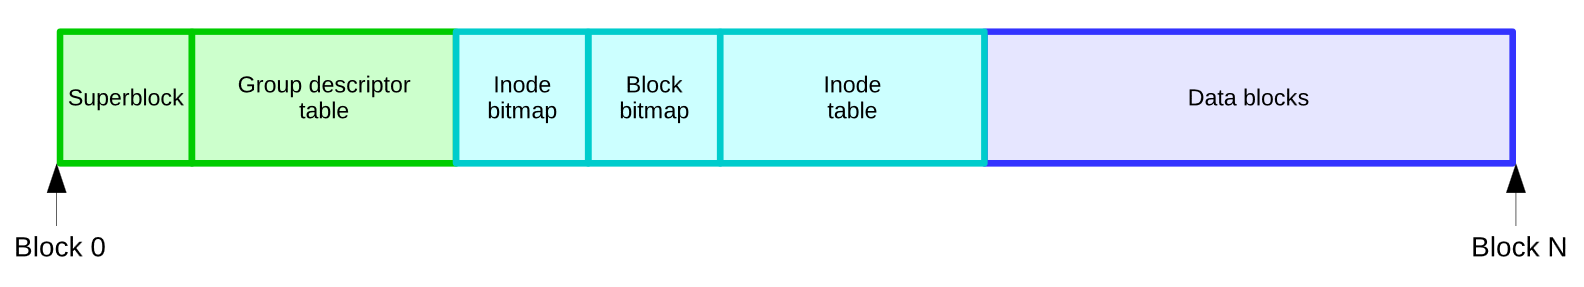 Superblock
Group descriptor
table
Inode
bitmap
Block
bitmap
Inode
table
Data blocks
Block 0
Block N